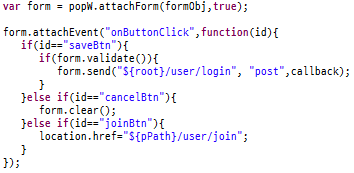 var form = popW.attachForm(formObj,true);
form.attachEvent("onButtonClick",function(id){
if(id=="saveBtn"){
if(form.validate()){
form.send("${root}/user/login", "post",callback);
}
}else if(id=="cancelBtn"){
form.clear();
}else if(id=="joinBtn"){
location.href="${pPath}/user/join";
}
});